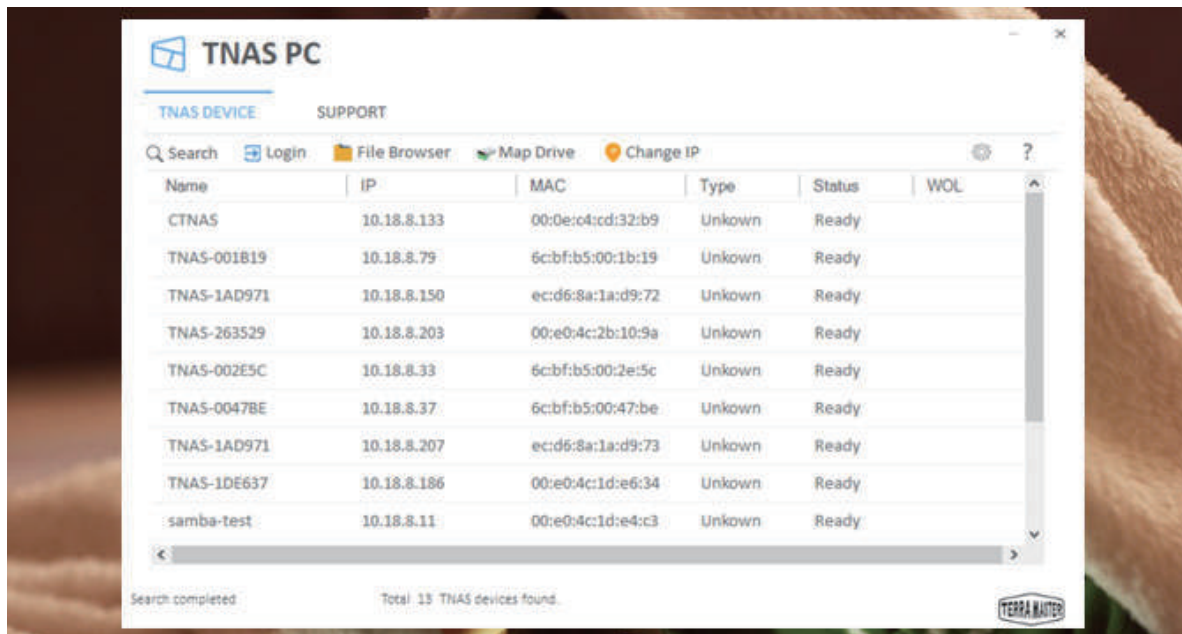 TNAS PC
TNAS DEVICE SUPPORT
Search Login File Browser Map Drive Change IP ?
Name IP MAC Type Status WOL
CTNAS 10.18.8.133 00:0e:c4:cd:32:b9 Unkown Ready
TNAS-001B19 10.18.8.79 6c:bf:b5:00:1b:19 Unkown Ready
TNAS-1AD971 10.18.8.150 ec:d6:8a:1a:d9:72 Unkown Ready
TNAS-263529 10.18.8.203 00:e0:4c:2b:10:9a Unkown Ready
TNAS-002E5C 10.18.8.33 6c:bf:b5:00:2e:5c Unkown Ready
TNAS-0047BE 10.18.8.37 6c:bf:b5:00:47:be Unkown Ready
TNAS-1AD971 10.18.8.207 ec:d6:8a:1a:d9:73 Unkown Ready
TNAS-1DE637 10.18.8.186 00:e0:4c:1d:e6:34 Unkown Ready
samba-test 10.18.8.11 00:e0:4c:1d:e4:c3 Unkown Ready
Search completed Total 13 TNAS devices found.
TERRA MASTER